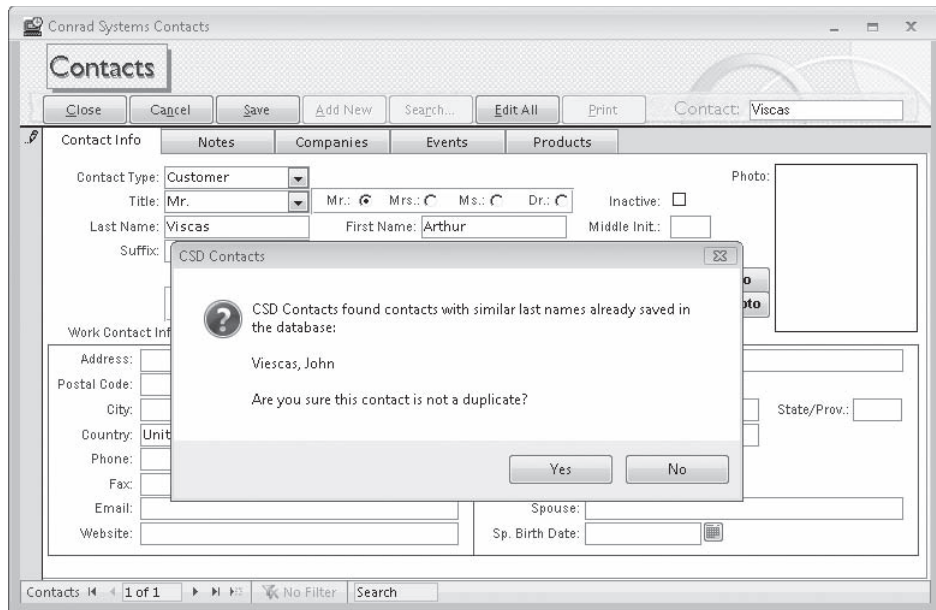 Conrad Systems Contacts
Contacts
Close Cancel Save Add New Search... Edit All Print Contact: Viscas
Contact Info Notes Companies Events Products
Contact Type: Customer Photo:
Title: Mr. Mr.: Mrs.: Ms.: Dr.: Inactive:
Last Name: Viscas First Name: Arthur Middle Init.:
Suffix:
CSD Contacts
CSD Contacts found contacts with similar last names already saved in
the database:
Viescas, John
Are you sure this contact is not a duplicate?
Yes No
o
oto
Work Contact Inf
Address:
Postal Code:
City: State/Prov.:
Country: Unit
Phone:
Fax:
Email: Spouse:
Website: Sp. Birth Date:
Contacts 1 of 1 No Filter Search